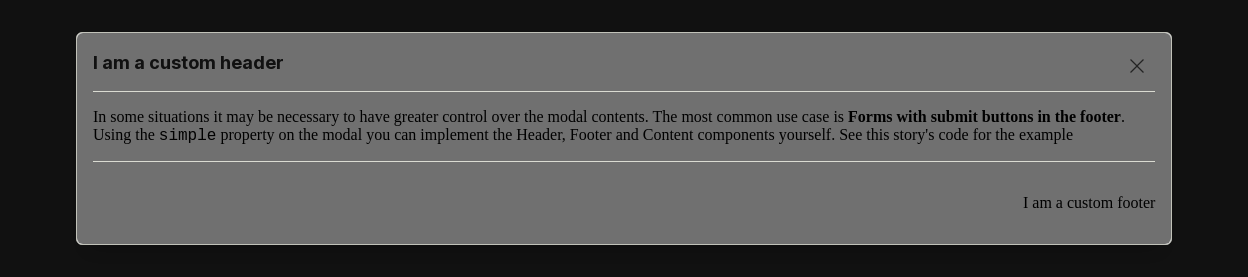 I am a custom header
In some situations it may be necessary to have greater control over the modal contents. The most common use case is Forms with submit buttons in the footer.
Using the simple property on the modal you can implement the Header, Footer and Content components yourself. See this story's code for the example
I am a custom footer